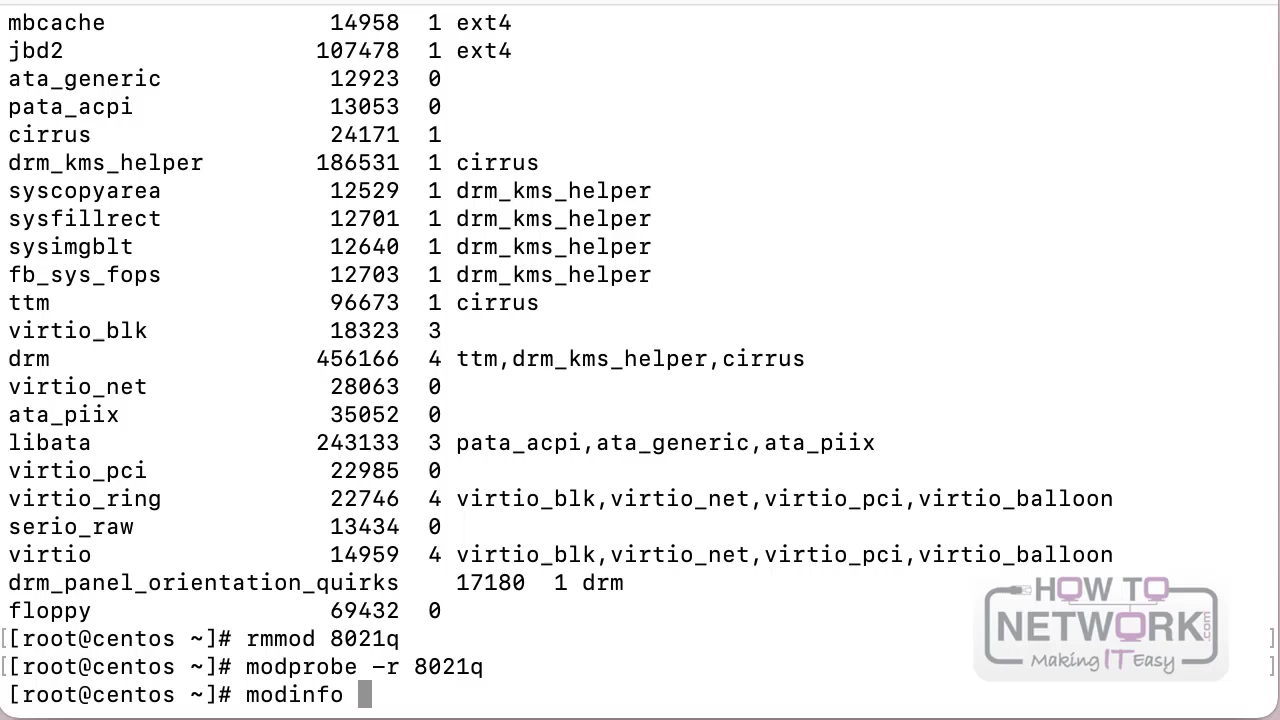 mbcache                14958  1 ext4
jbd2                  107478  1 ext4
ata_generic            12923  0
pata_acpi              13053  0
cirrus                 24171  1
drm_kms_helper        186531  1 cirrus
syscopyarea            12529  1 drm_kms_helper
sysfillrect            12701  1 drm_kms_helper
sysimgblt              12640  1 drm_kms_helper
fb_sys_fops            12703  1 drm_kms_helper
ttm                    96673  1 cirrus
virtio_blk             18323  3
drm                   456166  4 ttm,drm_kms_helper,cirrus
virtio_net             28063  0
ata_piix               35052  0
libata                243133  3 pata_acpi,ata_generic,ata_piix
virtio_pci             22985  0
virtio_ring            22746  4 virtio_blk,virtio_net,virtio_pci,virtio_balloon
serio_raw              13434  0
virtio                 14959  4 virtio_blk,virtio_net,virtio_pci,virtio_balloon
drm_panel_orientation_quirks    17180  1 drm
floppy                 69432  0
[[root@centos ~]# rmmod 8021q ]
[[root@centos ~]# modprobe -r 8021q ]
[root@centos ~]# modinfo
HOW TO
NETWORK.com
Making IT Easy